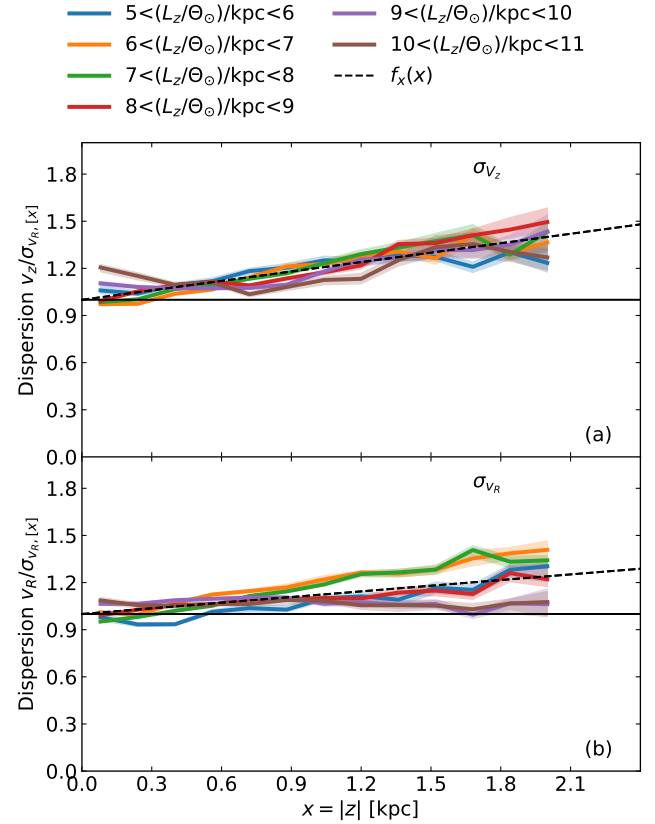 5<(L_z/Θ_⊙)/kpc<6
6<(L_z/Θ_⊙)/kpc<7
7<(L_z/Θ_⊙)/kpc<8
8<(L_z/Θ_⊙)/kpc<9
9<(L_z/Θ_⊙)/kpc<10
10<(L_z/Θ_⊙)/kpc<11
f_x(x)
σ_{V_z}
1.8
1.5
1.2
0.9
0.6
0.3
0.0
Dispersion v_z/σ_{v_R, [x]}
(a)
σ_{v_R}
1.8
1.5
1.2
0.9
0.6
0.3
0.0
Dispersion v_R/σ_{v_R, [x]}
(b)
0.0 0.3 0.6 0.9 1.2 1.5 1.8 2.1
x = |z| [kpc]